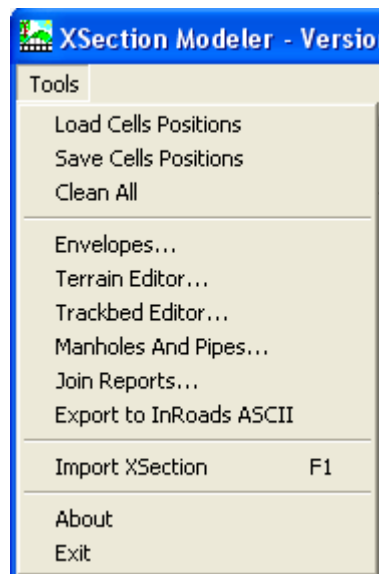 XSection Modeler - Versio
Tools
Load Cells Positions
Save Cells Positions
Clean All
Envelopes...
Terrain Editor...
Trackbed Editor...
Manholes And Pipes...
Join Reports...
Export to InRoads ASCII
Import XSection F1
About
Exit